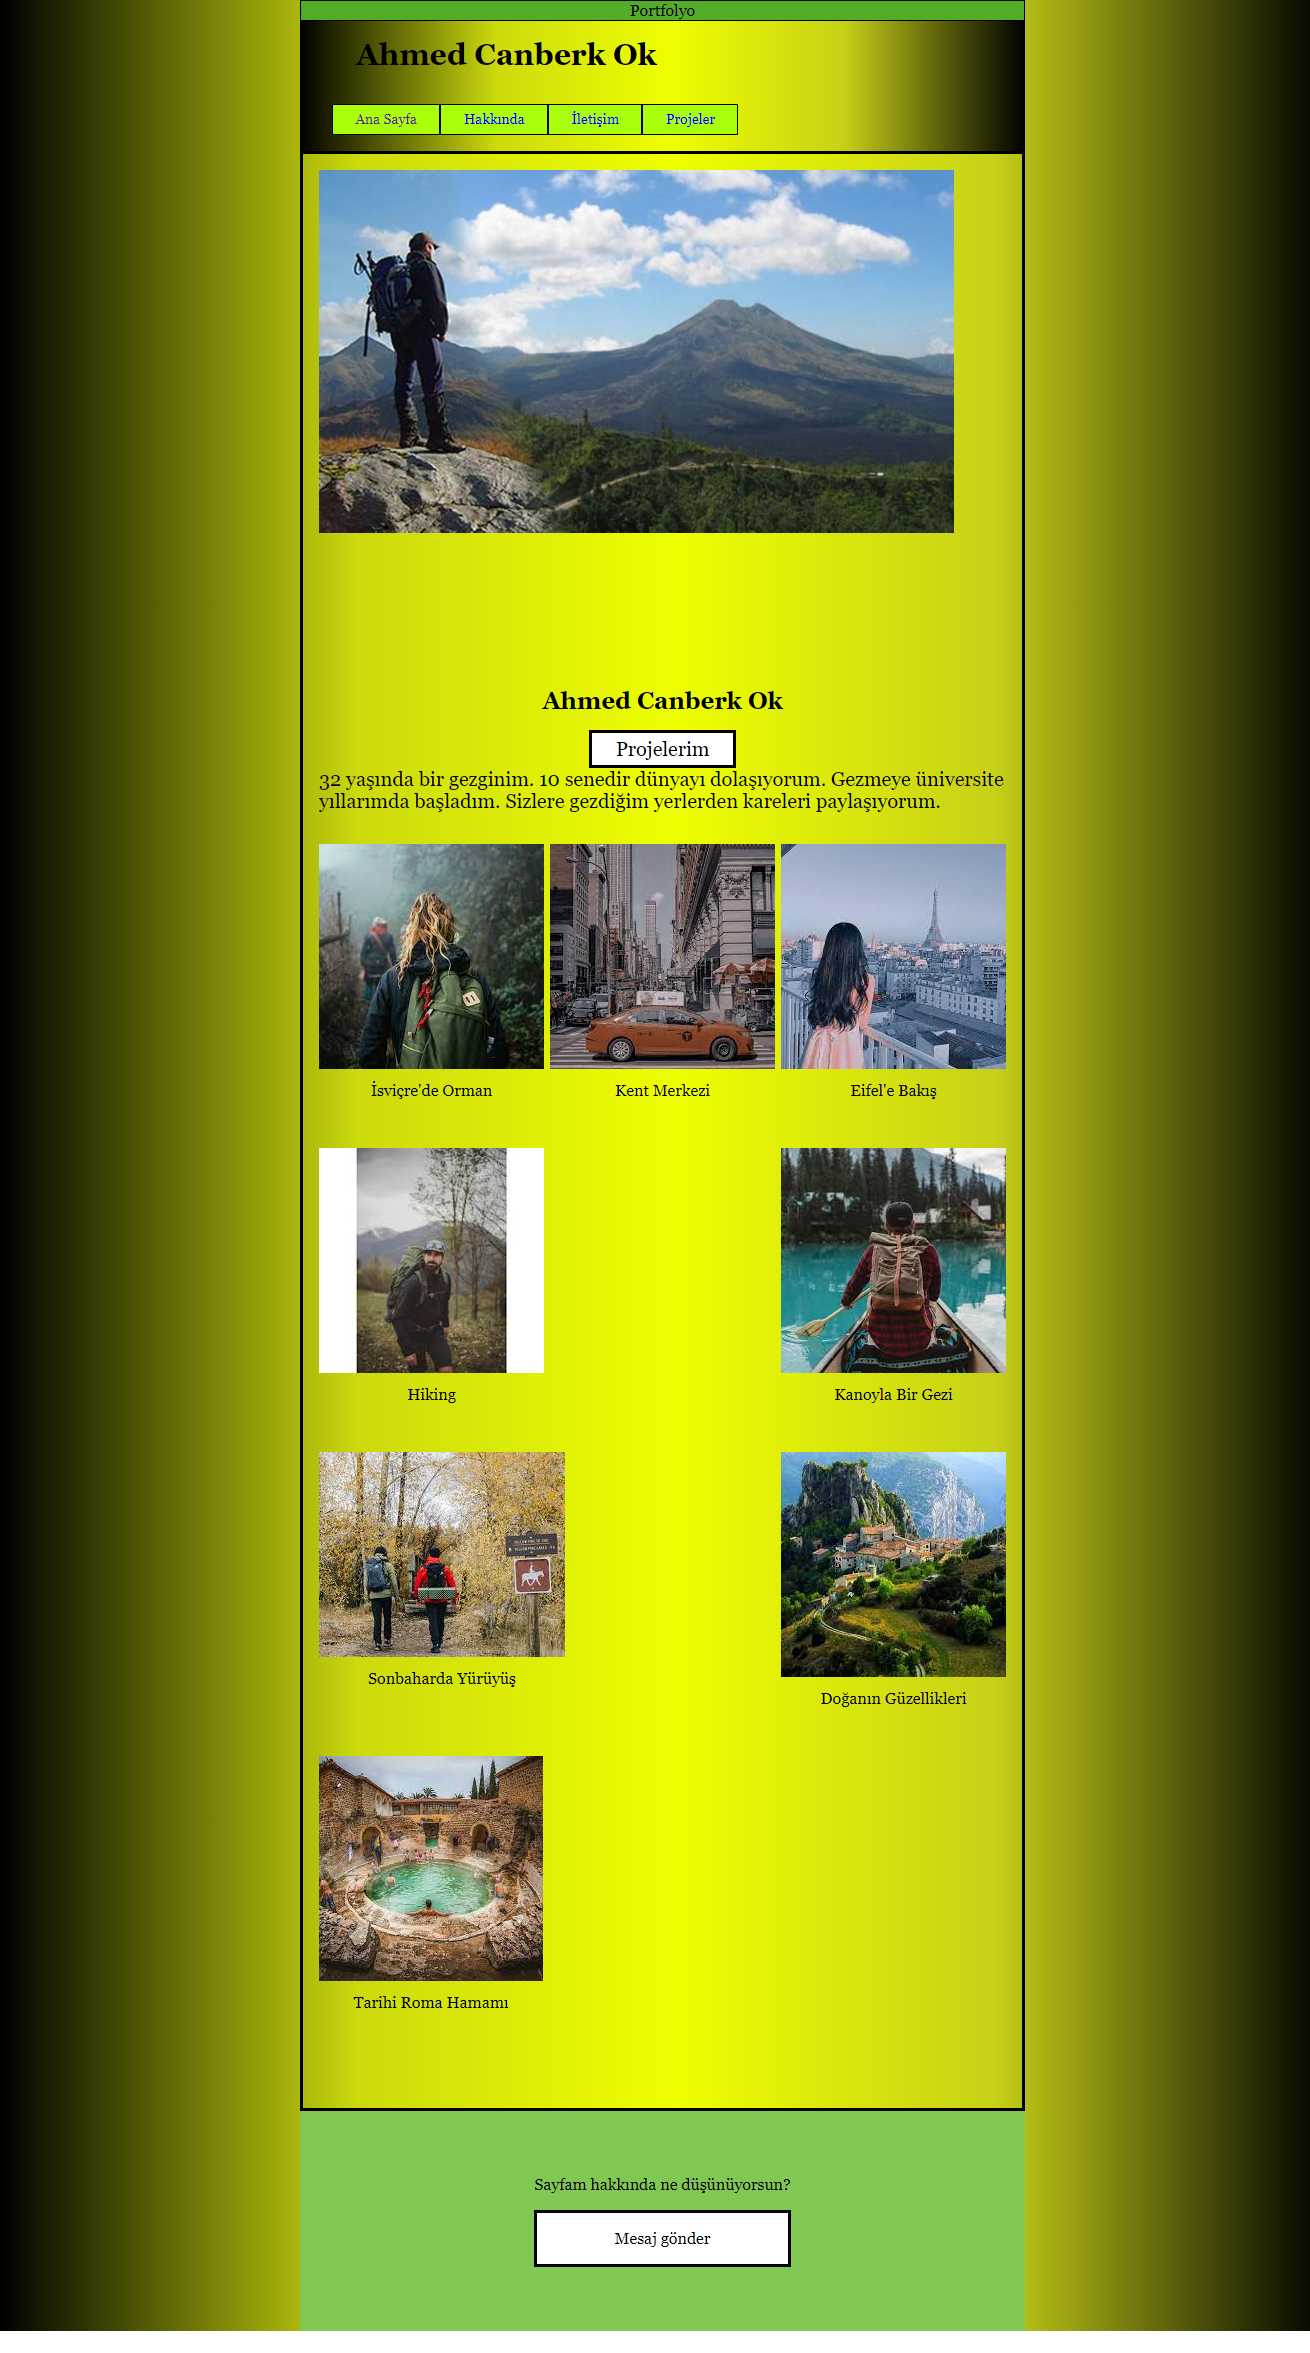 Portfolyo
Ahmed Canberk Ok
Ana Sayfa
Hakkında
İletişim
Projeler
Ahmed Canberk Ok
Projelerim
32 yaşında bir gezginim. 10 senedir dünyayı dolaşıyorum. Gezmeye üniversite
yıllarımda başladım. Sizlere gezdiğim yerlerden kareleri paylaşıyorum.
İsviçre'de Orman
Kent Merkezi
Eifel'e Bakış
Hiking
Kanoyla Bir Gezi
Sonbaharda Yürüyüş
Doğanın Güzellikleri
Tarihi Roma Hamamı
Sayfam hakkında ne düşünüyorsun?
Mesaj gönder